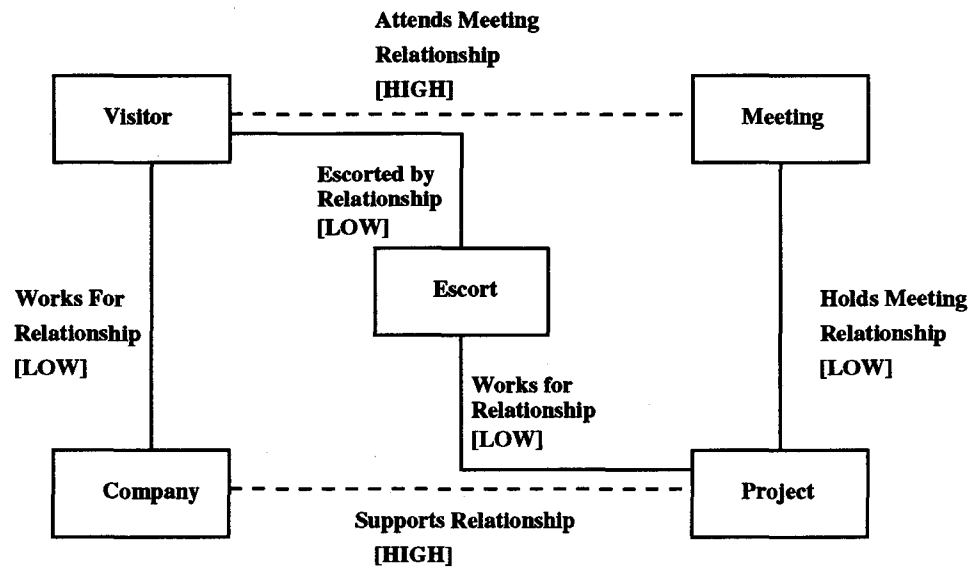 Attends Meeting
Relationship
[HIGH]
Visitor
Meeting
Escorted by
Relationship
[LOW]
Escort
Works For
Relationship
[LOW]
Holds Meeting
Relationship
[LOW]
Works for
Relationship
[LOW]
Company
Project
Supports Relationship
[HIGH]